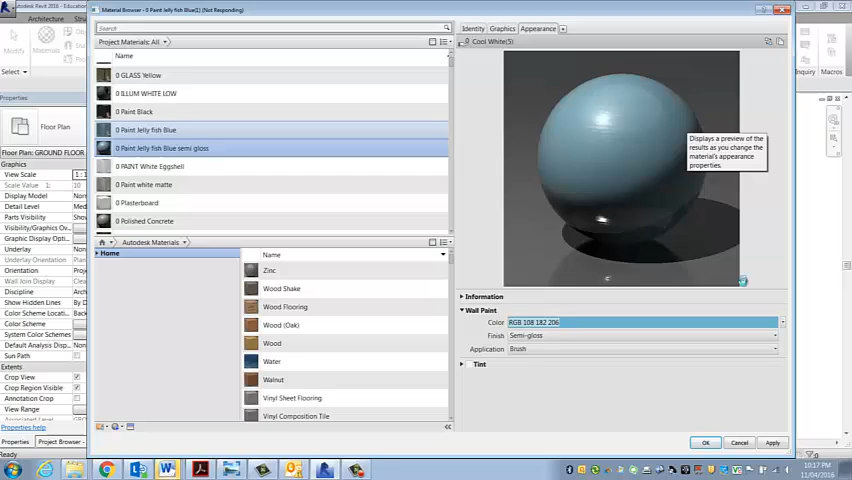 Material Browser - 0 Paint Jelly fish Blue(1) (Not Responding)
Architecture
Modify
Materials
Select
Inquiry
Macros
Search
Project Materials: All
Name
0 GLASS Yellow
0 ILLUM WHITE LOW
0 Paint Black
0 Paint Jelly fish Blue
0 Paint Jelly fish Blue semi gloss
0 PAINT White Eggshell
0 Paint white matte
0 Plasterboard
0 Polished Concrete
Autodesk Materials
Home
Name
Zinc
Wood Shake
Wood Flooring
Wood (Oak)
Wood
Water
Walnut
Vinyl Sheet Flooring
Vinyl Composition Tile
Identity
Graphics
Appearance
Cool White(5)
Displays a preview of the
results as you change the
material's appearance
properties.
Information
Wall Paint
Color RGB 108 182 206
Finish Semi-gloss
Application Brush
Tint
OK
Cancel
Apply
Properties
Floor Plan
Floor Plan: GROUND FLOOR
Graphics
View Scale
Scale Value 1: 10
Display Model
Detail Level
Parts Visibility
Visibility/Graphics
Graphic Display
Underlay
Underlay Orientation
Orientation
Wall Join Display
Discipline
Show Hidden Lines
Color Scheme
Color Scheme
System Color Schemes
Default Analysis
Sun Path
Extents
Crop View
Crop Region Visible
Annotation Crop
View Range
Properties help
Properties
Project Browser
Ready
10:17 PM
11/04/2016